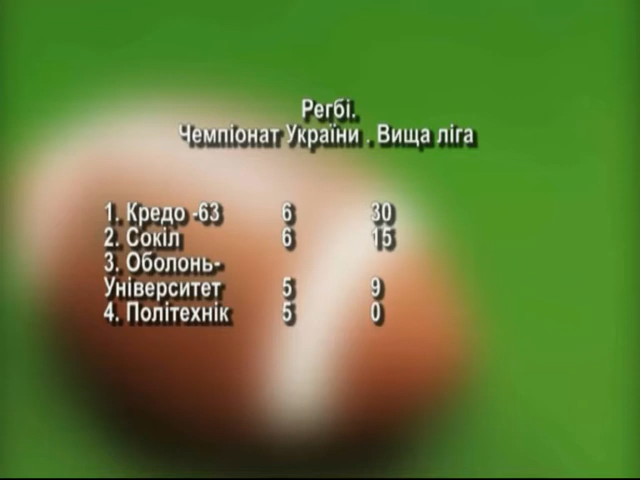 Регбі.
Чемпіонат України . Вища ліга
1. Кредо -63 6 30
2. Сокіл 6 15
3. Оболонь-
Університет 5 9
4. Політехнік 5 0